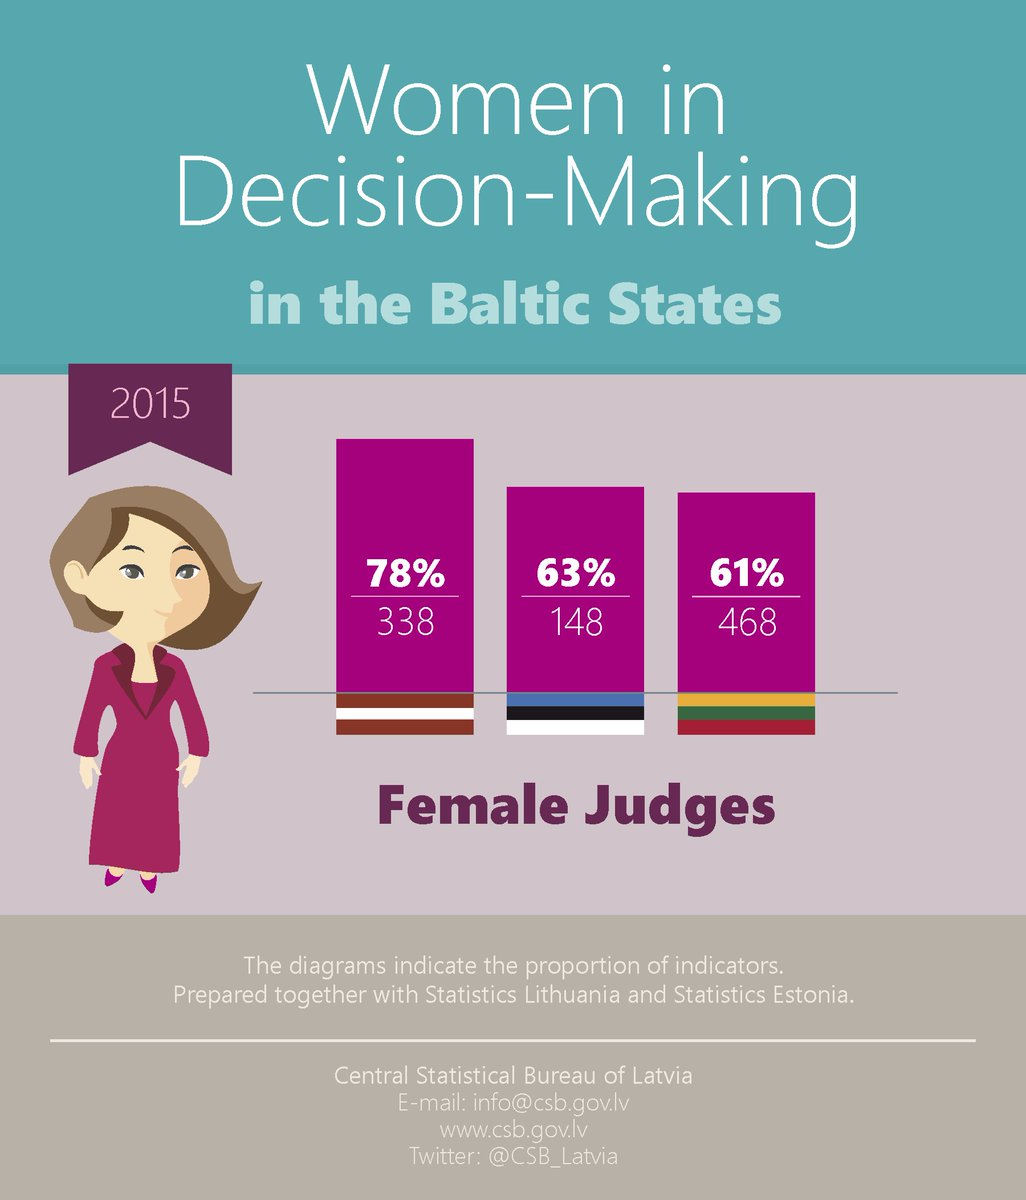 Women in
Decision-Making
in the Baltic States
2015
78%
338
63%
148
61%
468
Female Judges
The diagrams indicate the proportion of indicators.
Prepared together with Statistics Lithuania and Statistics Estonia.
Central Statistical Bureau of Latvia
E-mail: info@csb.gov.lv
www.csb.gov.lv
Twitter: @CSB_Latvia